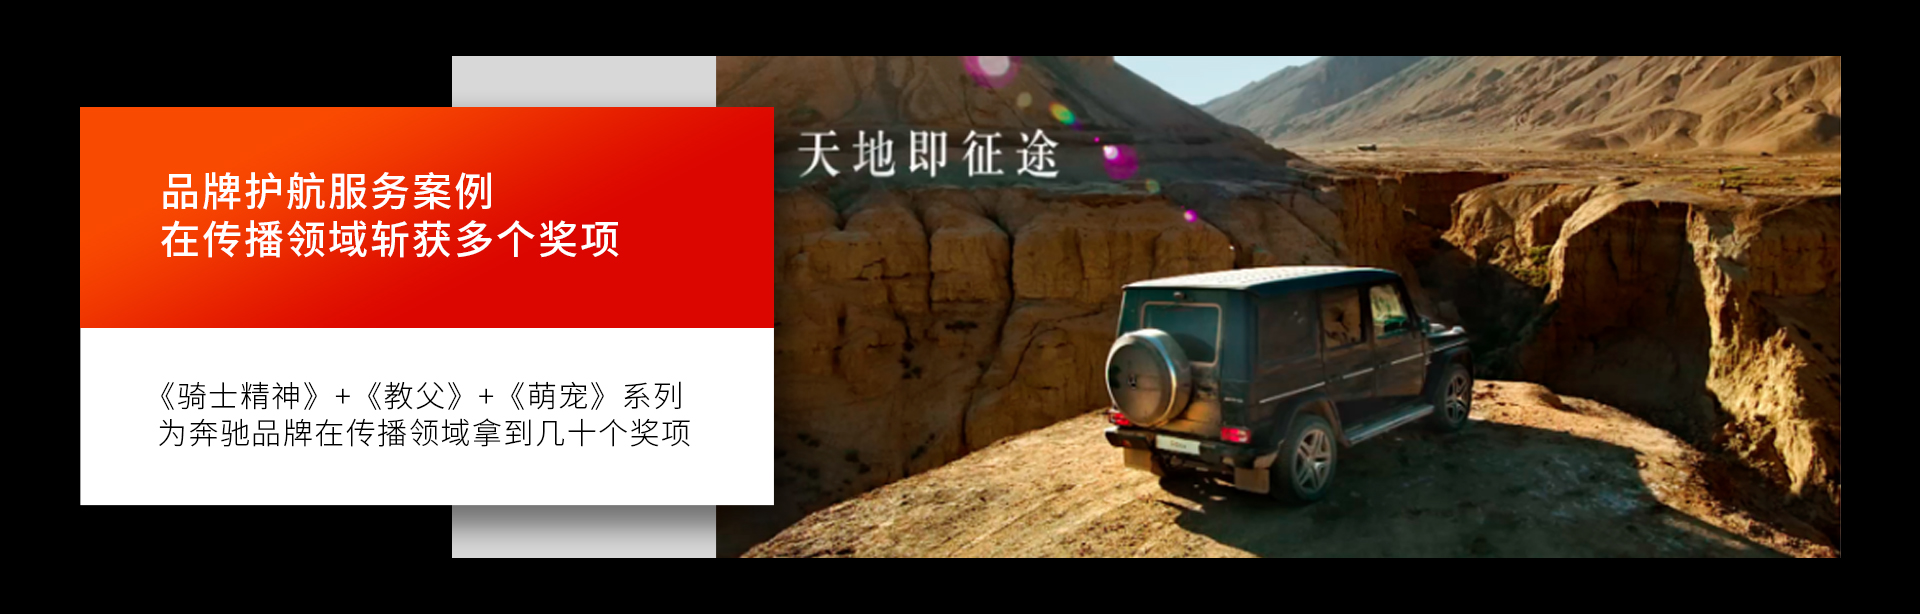 品牌护航服务案例
在传播领域斩获多个奖项
《骑士精神》+《教父》+《萌宠》系列
为奔驰品牌在传播领域拿到几十个奖项
天地即征途